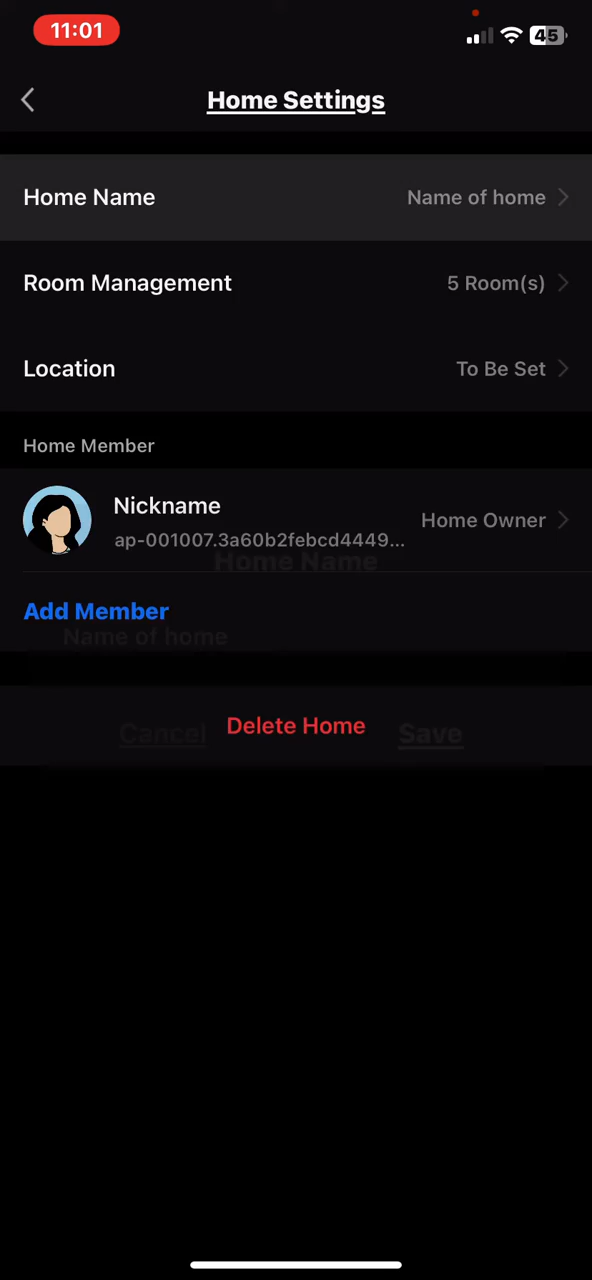 11:01
45
Home Settings
Home Name
Name of home
Room Management
5 Room(s)
Location
To Be Set
Home Member
Nickname
Home Owner
ap-001007.3a60b2febcd4449...
Home Name
Add Member
Name of home
Delete Home
Cancel
Save